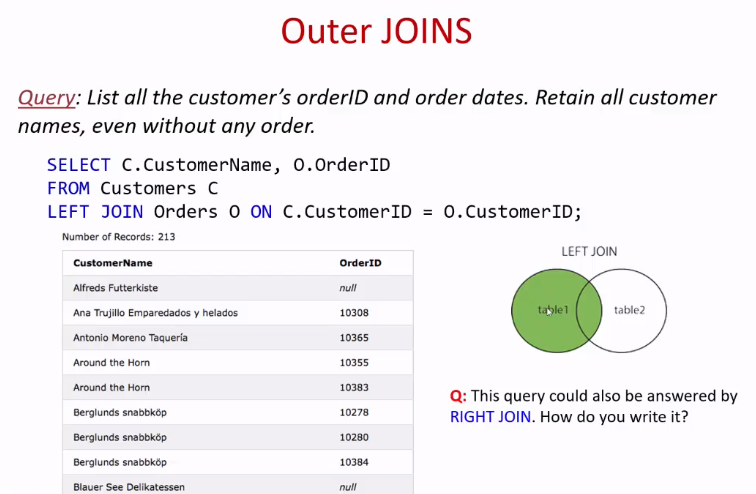 Outer JOINS
Query: List all the customer's orderID and order dates. Retain all customer
names, even without any order.
SELECT C.CustomerName, O.OrderID
FROM Customers C
LEFT JOIN Orders O ON C.CustomerID = O.CustomerID;
Number of Records: 213
CustomerName OrderID
Alfreds Futterkiste null
Ana Trujillo Emparedados y helados 10308
Antonio Moreno Taquería 10365
Around the Horn 10355
Around the Horn 10383
Berglunds snabbköp 10278
Berglunds snabbköp 10280
Berglunds snabbköp 10384
Blauer See Delikatessen null
LEFT JOIN
table1 table2
Q: This query could also be answered by
RIGHT JOIN. How do you write it?